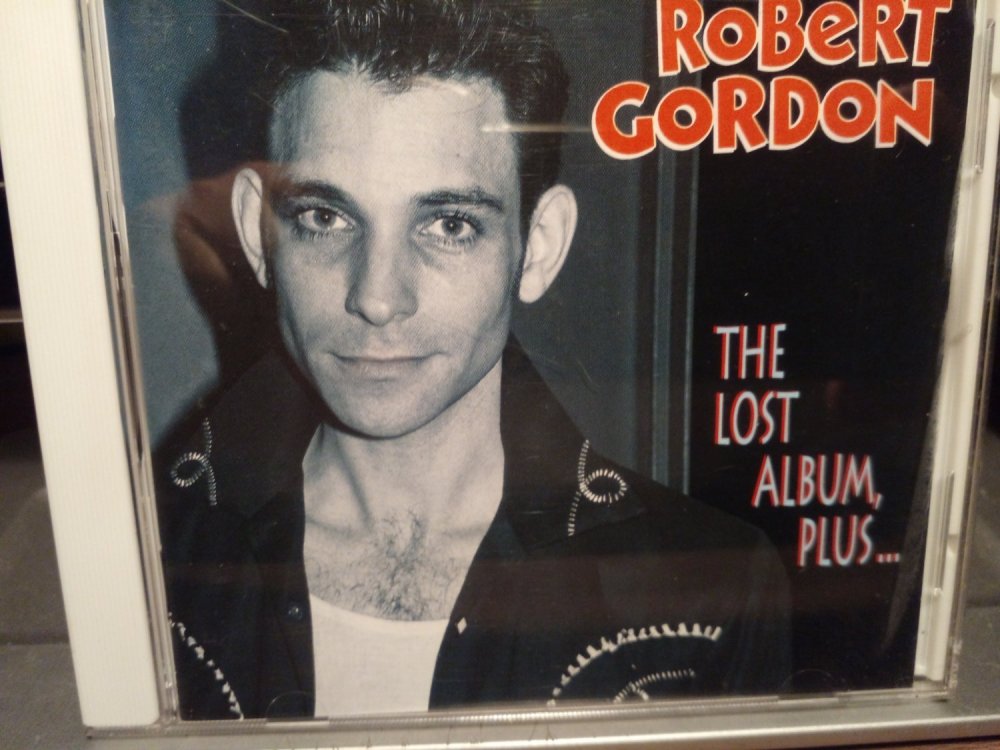 ROBeRT
GORDON
THE
LOST
ALBUM,
PLUS...